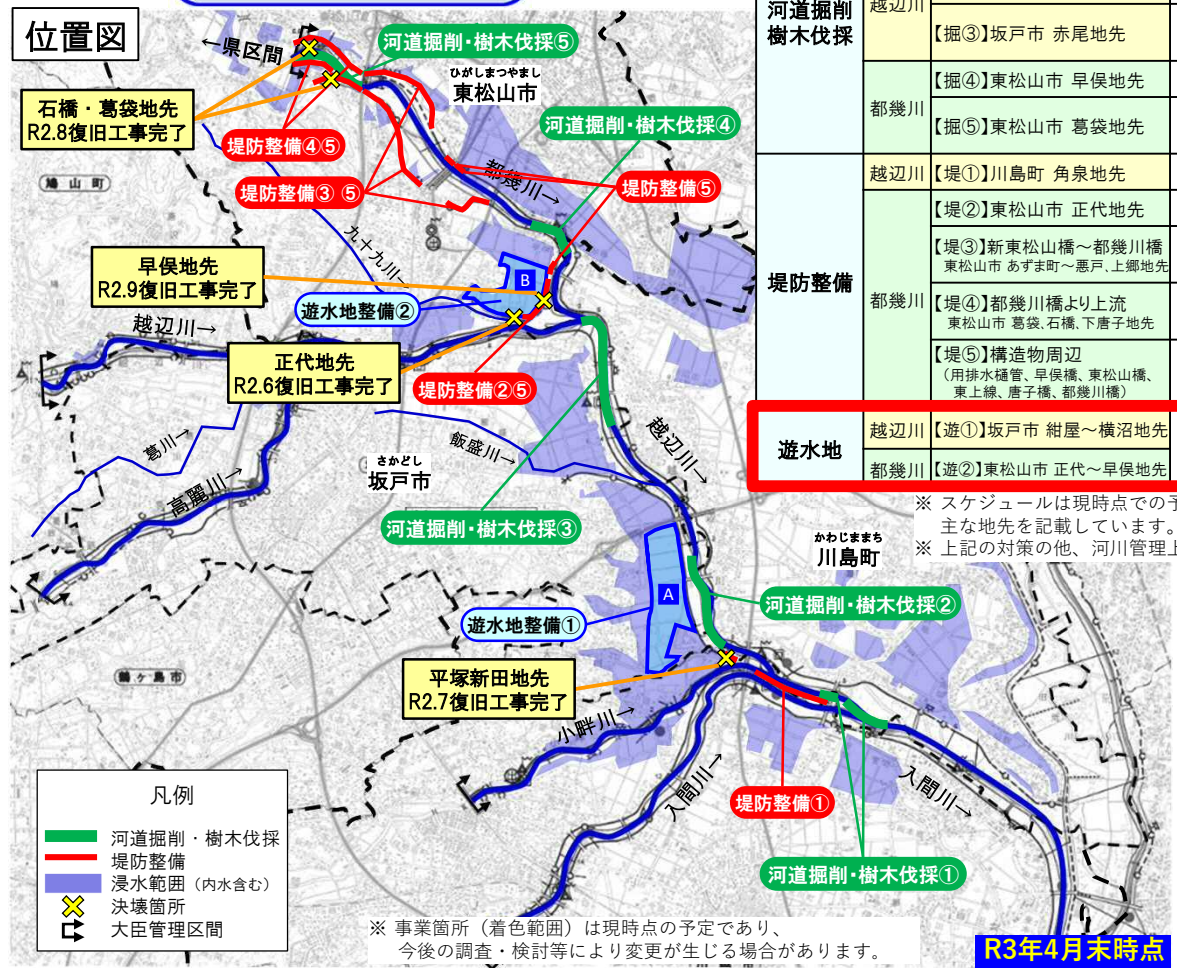 位置図
←県区間
河道掘削・樹木伐採⑤
ひがしまつやまし
東松山市
石橋・葛袋地先
R2.8復旧工事完了
河道掘削・樹木伐採④
堤防整備④⑤
鳩山町
都幾川→
堤防整備③ ⑤
堤防整備⑤
九十九川→
早俣地先
R2.9復旧工事完了
B
遊水地整備②
越辺川→
正代地先
R2.6復旧工事完了
堤防整備②⑤
葛川→
飯盛川→
越辺川→
さかどし
坂戸市
高麗川→
河道掘削・樹木伐採③
かわじままち
川島町
A
河道掘削・樹木伐採②
遊水地整備①
鶴ヶ島市
平塚新田地先
R2.7復旧工事完了
小畔川→
入間川→
入間川→
堤防整備①
河道掘削・樹木伐採①
凡例
河道掘削・樹木伐採
堤防整備
浸水範囲（内水含む）
決壊箇所
大臣管理区間
※ 事業箇所（着色範囲）は現時点の予定であり、
今後の調査・検討等により変更が生じる場合があります。
R3年4月末時点
河道掘削
樹木伐採
越辺川
【掘③】坂戸市 赤尾地先
都幾川
【掘④】東松山市 早俣地先
【掘⑤】東松山市 葛袋地先
堤防整備
越辺川
【堤①】川島町 角泉地先
都幾川
【堤②】東松山市 正代地先
【堤③】新東松山橋～都幾川橋
東松山市 あずま町～悪戸、上郷地先
【堤④】都幾川橋より上流
東松山市 葛袋、石橋、下唐子地先
【堤⑤】構造物周辺
（用排水樋管、早俣橋、東松山橋、
東上線、唐子橋、都幾川橋）
遊水地
越辺川
【遊①】坂戸市 紺屋～横沼地先
都幾川
【遊②】東松山市 正代～早俣地先
※ スケジュールは現時点での予
主な地先を記載しています。
※ 上記の対策の他、河川管理上